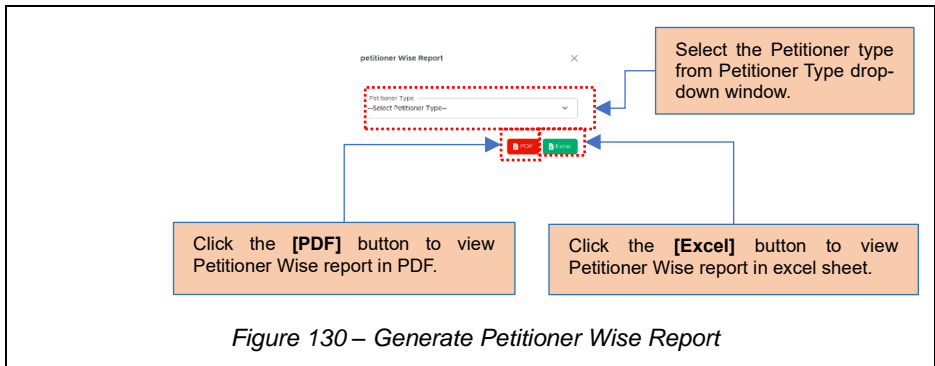 petitioner Wise Report
Select the Petitioner type
from Petitioner Type drop-
down window.
Petitioner Type
--Select Petitioner Type--
PDF Excel
Click the [PDF] button to view
Petitioner Wise report in PDF.
Click the [Excel] button to view
Petitioner Wise report in excel sheet.
Figure 130 – Generate Petitioner Wise Report